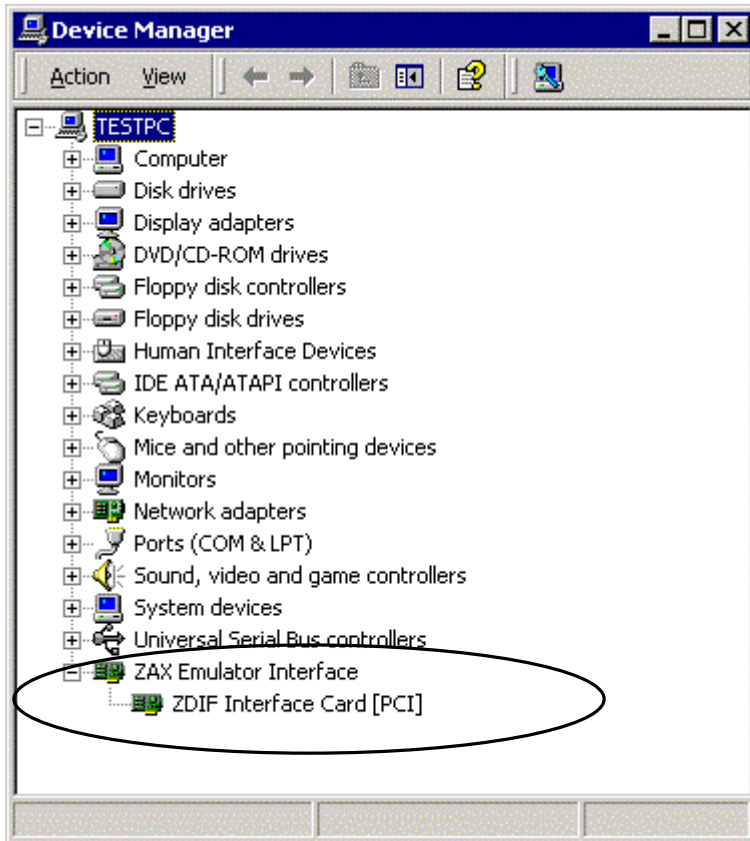 Device Manager
Action View
TESTPC
Computer
Disk drives
Display adapters
DVD/CD-ROM drives
Floppy disk controllers
Floppy disk drives
Human Interface Devices
IDE ATA/ATAPI controllers
Keyboards
Mice and other pointing devices
Monitors
Network adapters
Ports (COM & LPT)
Sound, video and game controllers
System devices
Universal Serial Bus controllers
ZAX Emulator Interface
ZDIF Interface Card [PCI]